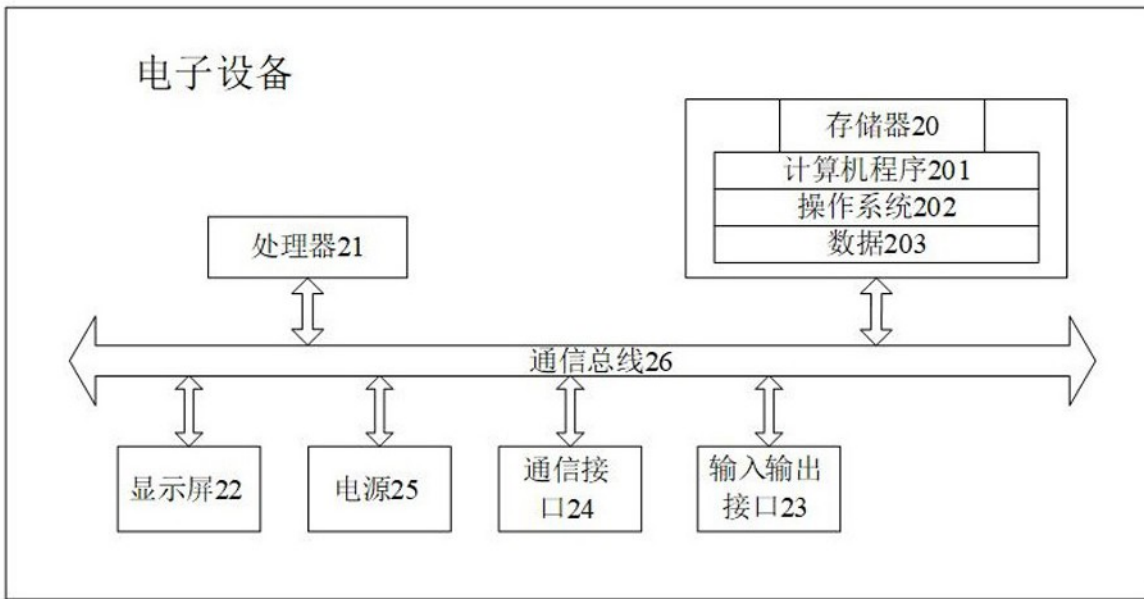 电子设备
存储器20
计算机程序201
操作系统202
数据203
处理器21
通信总线26
显示屏22
电源25
通信接
口24
输入输出
接口23